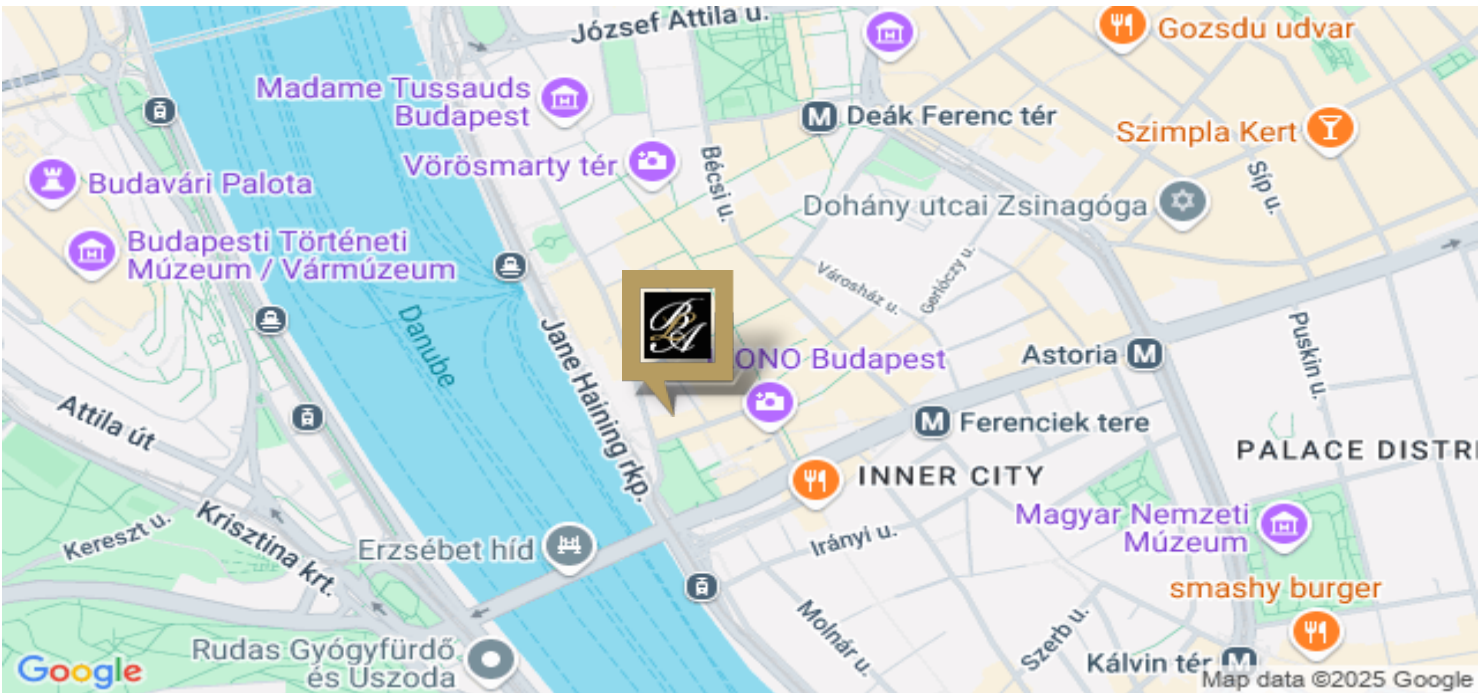 József Attila u.
Gozsdu udvar
Madame Tussauds
Budapest
M Deák Ferenc tér
Szimpla Kert
Vörösmarty tér
Bécsi u.
Síp u.
Budavári Palota
Dohány utcai Zsinagóga
Budapesti Történeti
Múzeum / Vármúzeum
Városház u.
Gerlóczy u.
Danube
Jane Haining rkp.
BA
ONO Budapest
Astoria M
Puskin u.
Attila út
M Ferenciek tere
PALACE DISTRI
INNER CITY
Krisztina krt.
Kereszt u.
Magyar Nemzeti
Múzeum
Erzsébet híd
Irányi u.
smashy burger
Molnár u.
Szerb u.
Rudas Gyógyfürdő
és Uszoda
Kálvin tér M
Google
Map data ©2025 Google